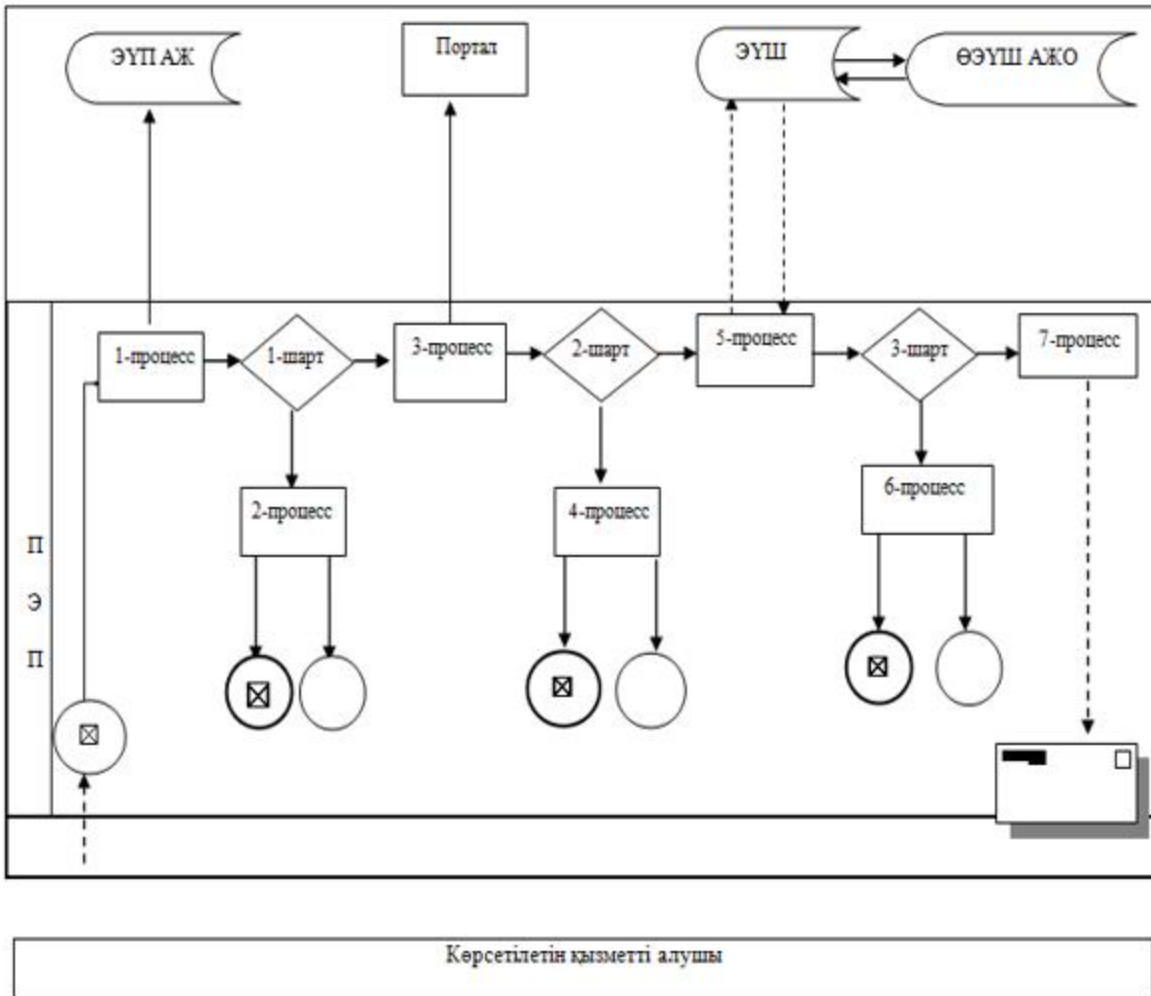 ЭҮП АЖ
Портал
ЭҮШ
ӨЭҮШ АЖО
1-процесс
1-шарт
3-процесс
2-шарт
5-процесс
3-шарт
7-процесс
2-процесс
4-процесс
6-процесс
П
Э
П
Көрсетілетін қызметті алушы